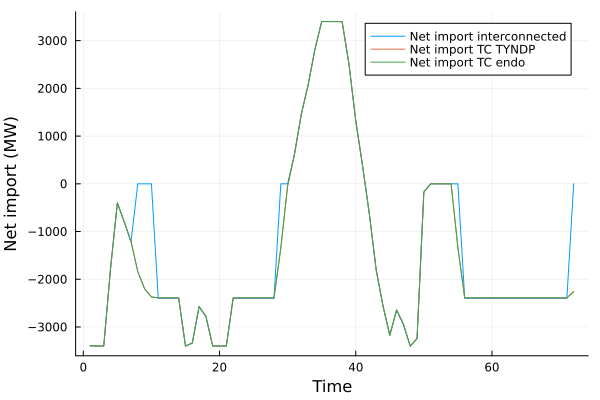 Net import interconnected
Net import TC TYNDP
Net import TC endo
Net import (MW)
3000
2000
1000
0
−1000
−2000
−3000
0
20
40
60
Time